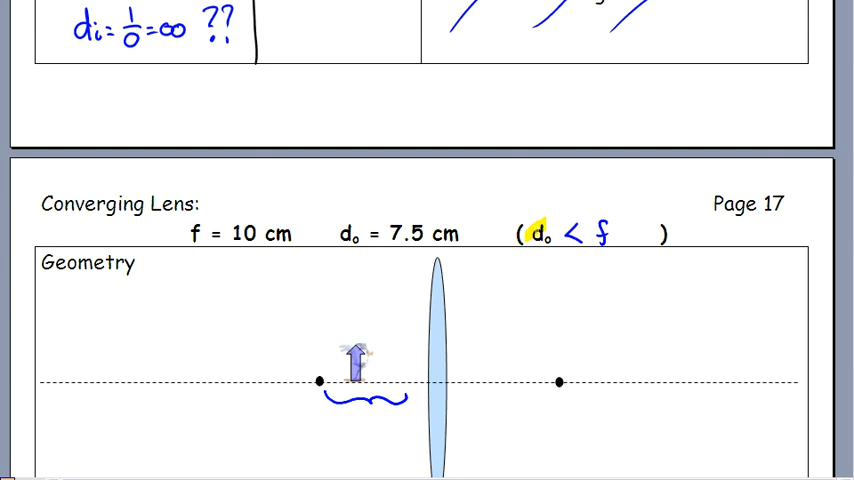 di = 1/0 = ∞ ??
Converging Lens:
Page 17
f = 10 cm do = 7.5 cm ( do < f )
Geometry